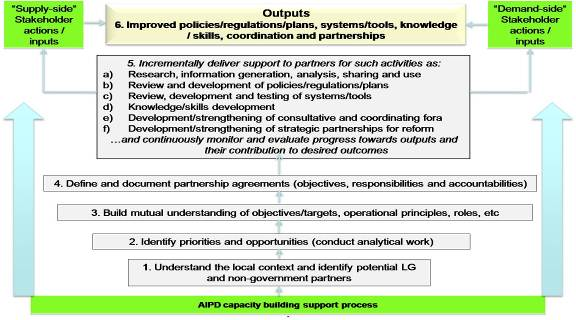 "Supply-side"
Stakeholder
actions /
inputs
Outputs
6. Improved policies/regulations/plans, systems/tools, knowledge
/ skills, coordination and partnerships
"Demand-side"
Stakeholder
actions /
inputs
5. Incrementally deliver support to partners for such activities as:
a) Research, information generation, analysis, sharing and use
b) Review and development of policies/regulations/plans
c) Review, development and testing of systems/tools
d) Knowledge/skills development
e) Development/strengthening of consultative and coordinating fora
f) Development/strengthening of strategic partnerships for reform
…and continuously monitor and evaluate progress towards outputs and
their contribution to desired outcomes
4. Define and document partnership agreements (objectives, responsibilities and accountabilities)
3. Build mutual understanding of objectives/targets, operational principles, roles, etc
2. Identify priorities and opportunities (conduct analytical work)
1. Understand the local context and identify potential LG
and non-government partners
AIPD capacity building support process